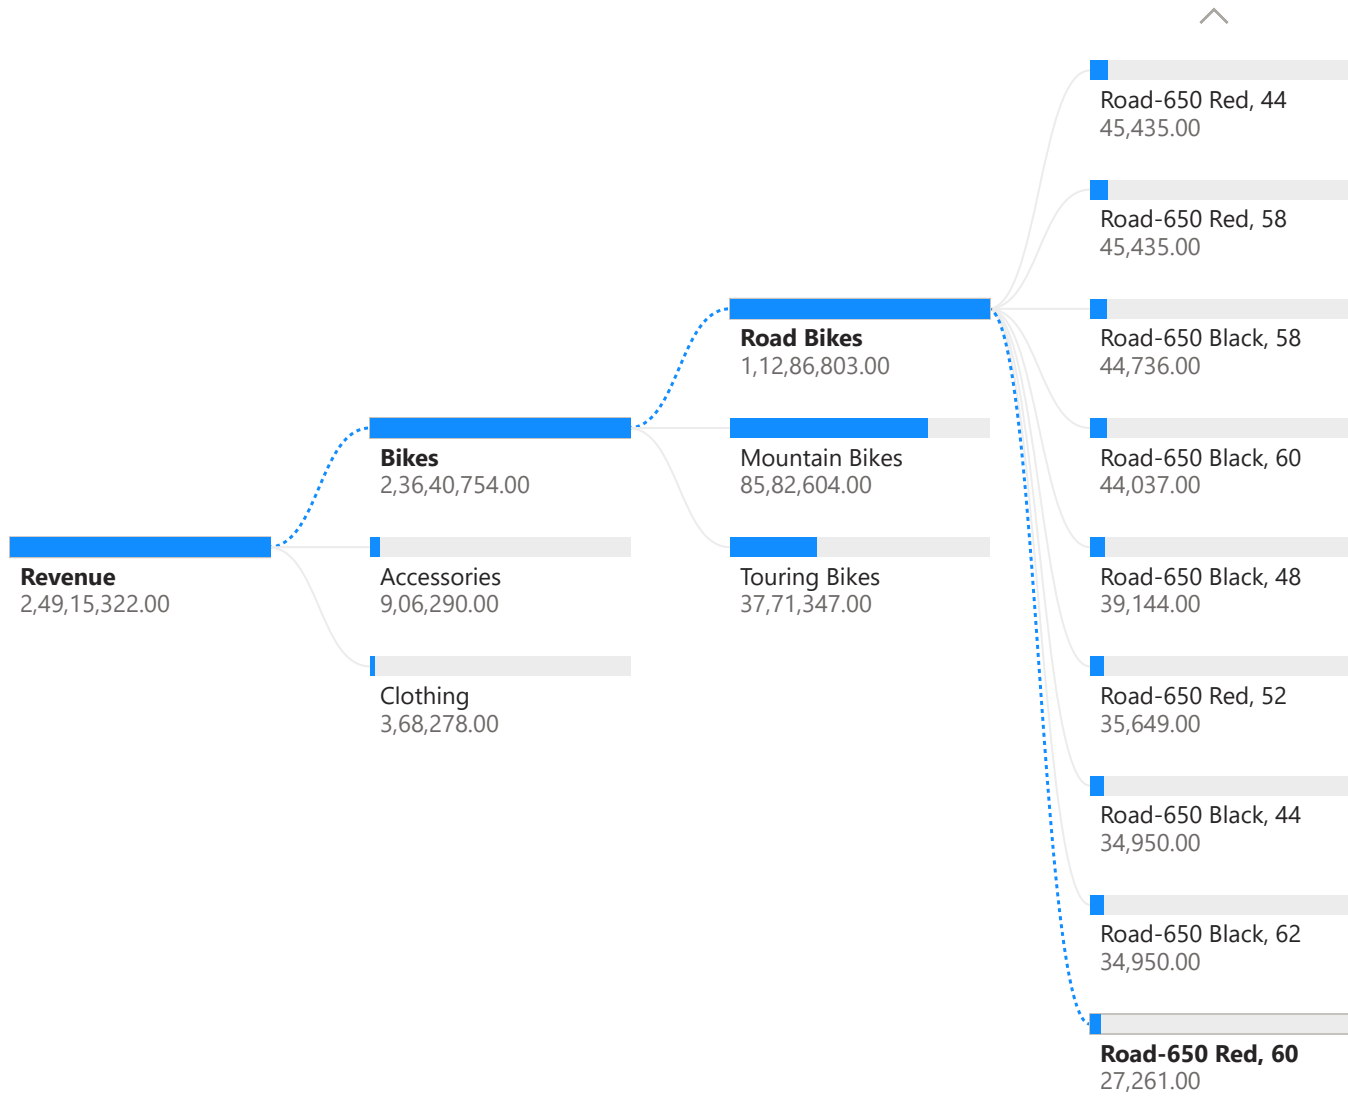 Revenue
2,49,15,322.00
Bikes
2,36,40,754.00
Accessories
9,06,290.00
Clothing
3,68,278.00
Road Bikes
1,12,86,803.00
Mountain Bikes
85,82,604.00
Touring Bikes
37,71,347.00
Road-650 Red, 44
45,435.00
Road-650 Red, 58
45,435.00
Road-650 Black, 58
44,736.00
Road-650 Black, 60
44,037.00
Road-650 Black, 48
39,144.00
Road-650 Red, 52
35,649.00
Road-650 Black, 44
34,950.00
Road-650 Black, 62
34,950.00
Road-650 Red, 60
27,261.00